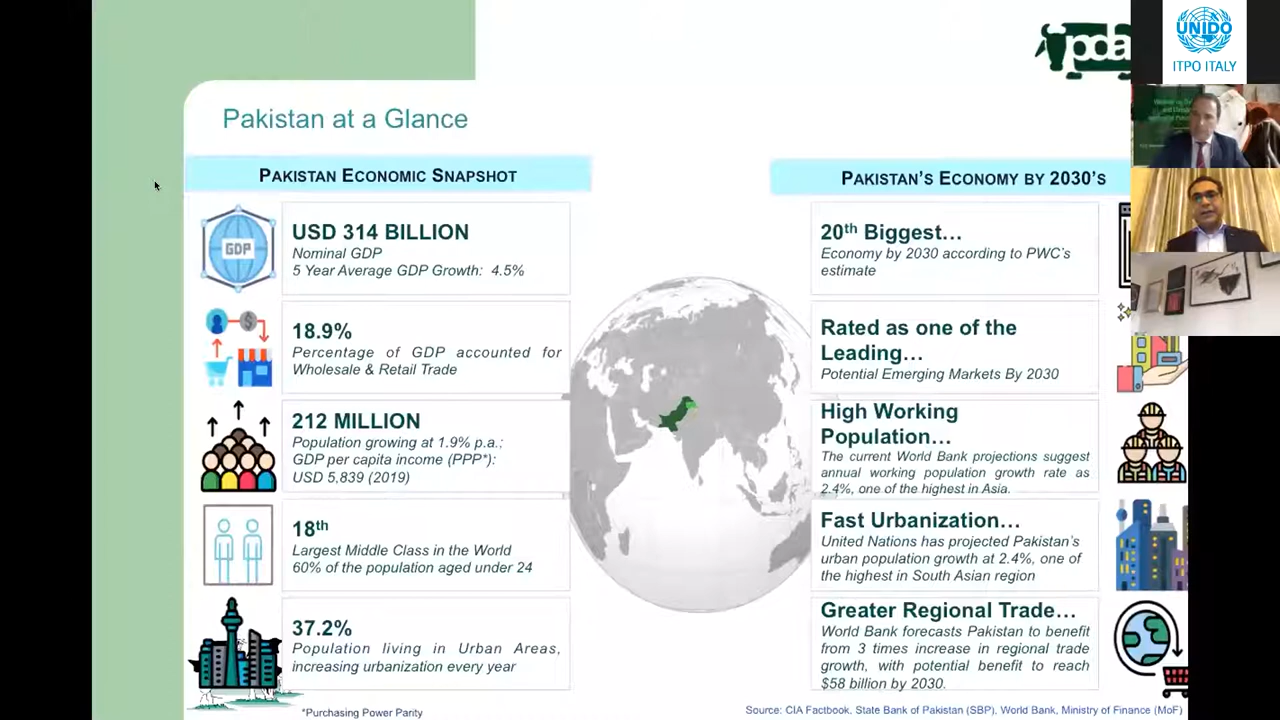 pda
UNIDO
ITPO ITALY
Pakistan at a Glance
PAKISTAN ECONOMIC SNAPSHOT
GDP
USD 314 BILLION
Nominal GDP
5 Year Average GDP Growth: 4.5%
18.9%
Percentage of GDP accounted for
Wholesale & Retail Trade
212 MILLION
Population growing at 1.9% p.a.:
GDP per capita income (PPP*):
USD 5,839 (2019)
18th
Largest Middle Class in the World
60% of the population aged under 24
37.2%
Population living in Urban Areas,
increasing urbanization every year
*Purchasing Power Parity
PAKISTAN'S ECONOMY BY 2030'S
20th Biggest…
Economy by 2030 according to PWC's
estimate
Rated as one of the
Leading…
Potential Emerging Markets By 2030
High Working
Population…
The current World Bank projections suggest
annual working population growth rate as
2.4%, one of the highest in Asia.
Fast Urbanization…
United Nations has projected Pakistan's
urban population growth at 2.4%, one of
the highest in South Asian region
Greater Regional Trade…
World Bank forecasts Pakistan to benefit
from 3 times increase in regional trade
growth, with potential benefit to reach
$58 billion by 2030.
Source: CIA Factbook, State Bank of Pakistan (SBP), World Bank, Ministry of Finance (MoF)